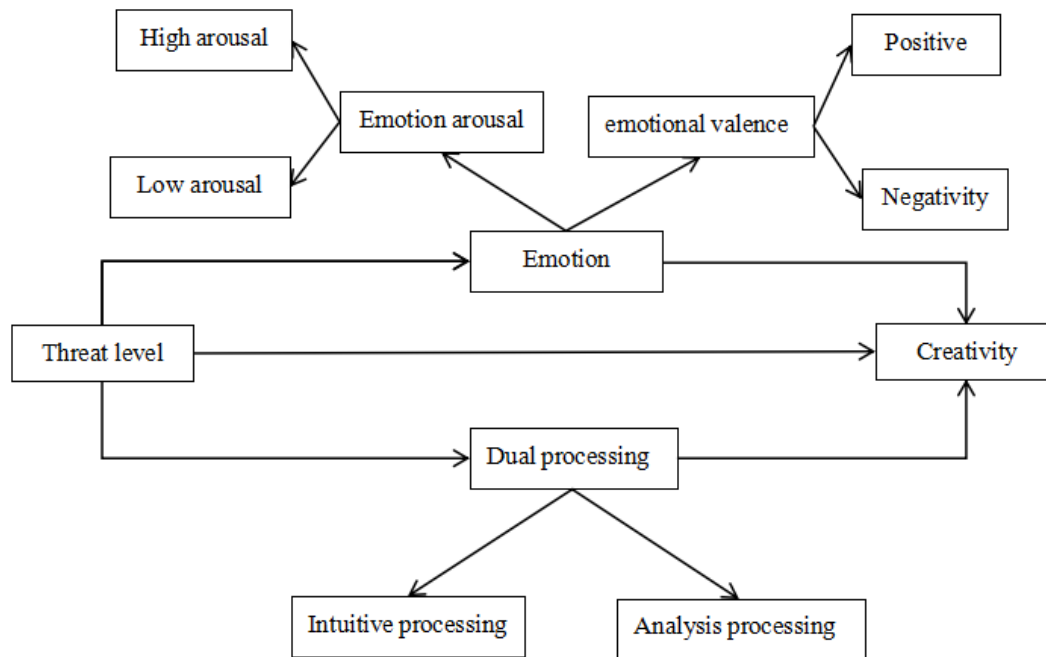 High arousal
Positive
Emotion arousal
emotional valence
Low arousal
Negativity
Emotion
Threat level
Creativity
Dual processing
Intuitive processing
Analysis processing